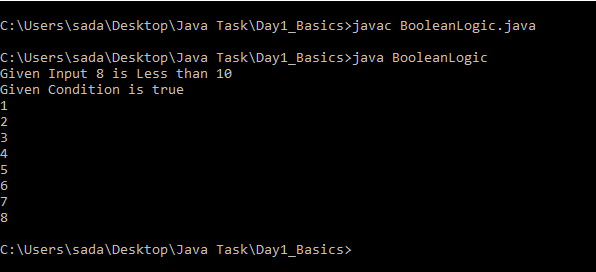 C:\Users\sada\Desktop\Java Task\Day1_Basics>javac BooleanLogic.java
C:\Users\sada\Desktop\Java Task\Day1_Basics>java BooleanLogic
Given Input 8 is Less than 10
Given Condition is true
1
2
3
4
5
6
7
8
C:\Users\sada\Desktop\Java Task\Day1_Basics>